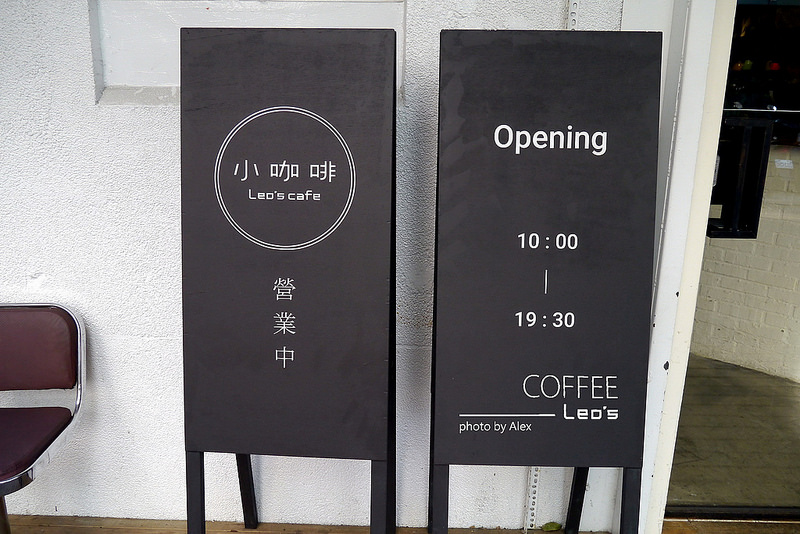 小咖啡
Leo's cafe
營業中
Opening
10:00
|
19:30
COFFEE
Leo's
photo by Alex